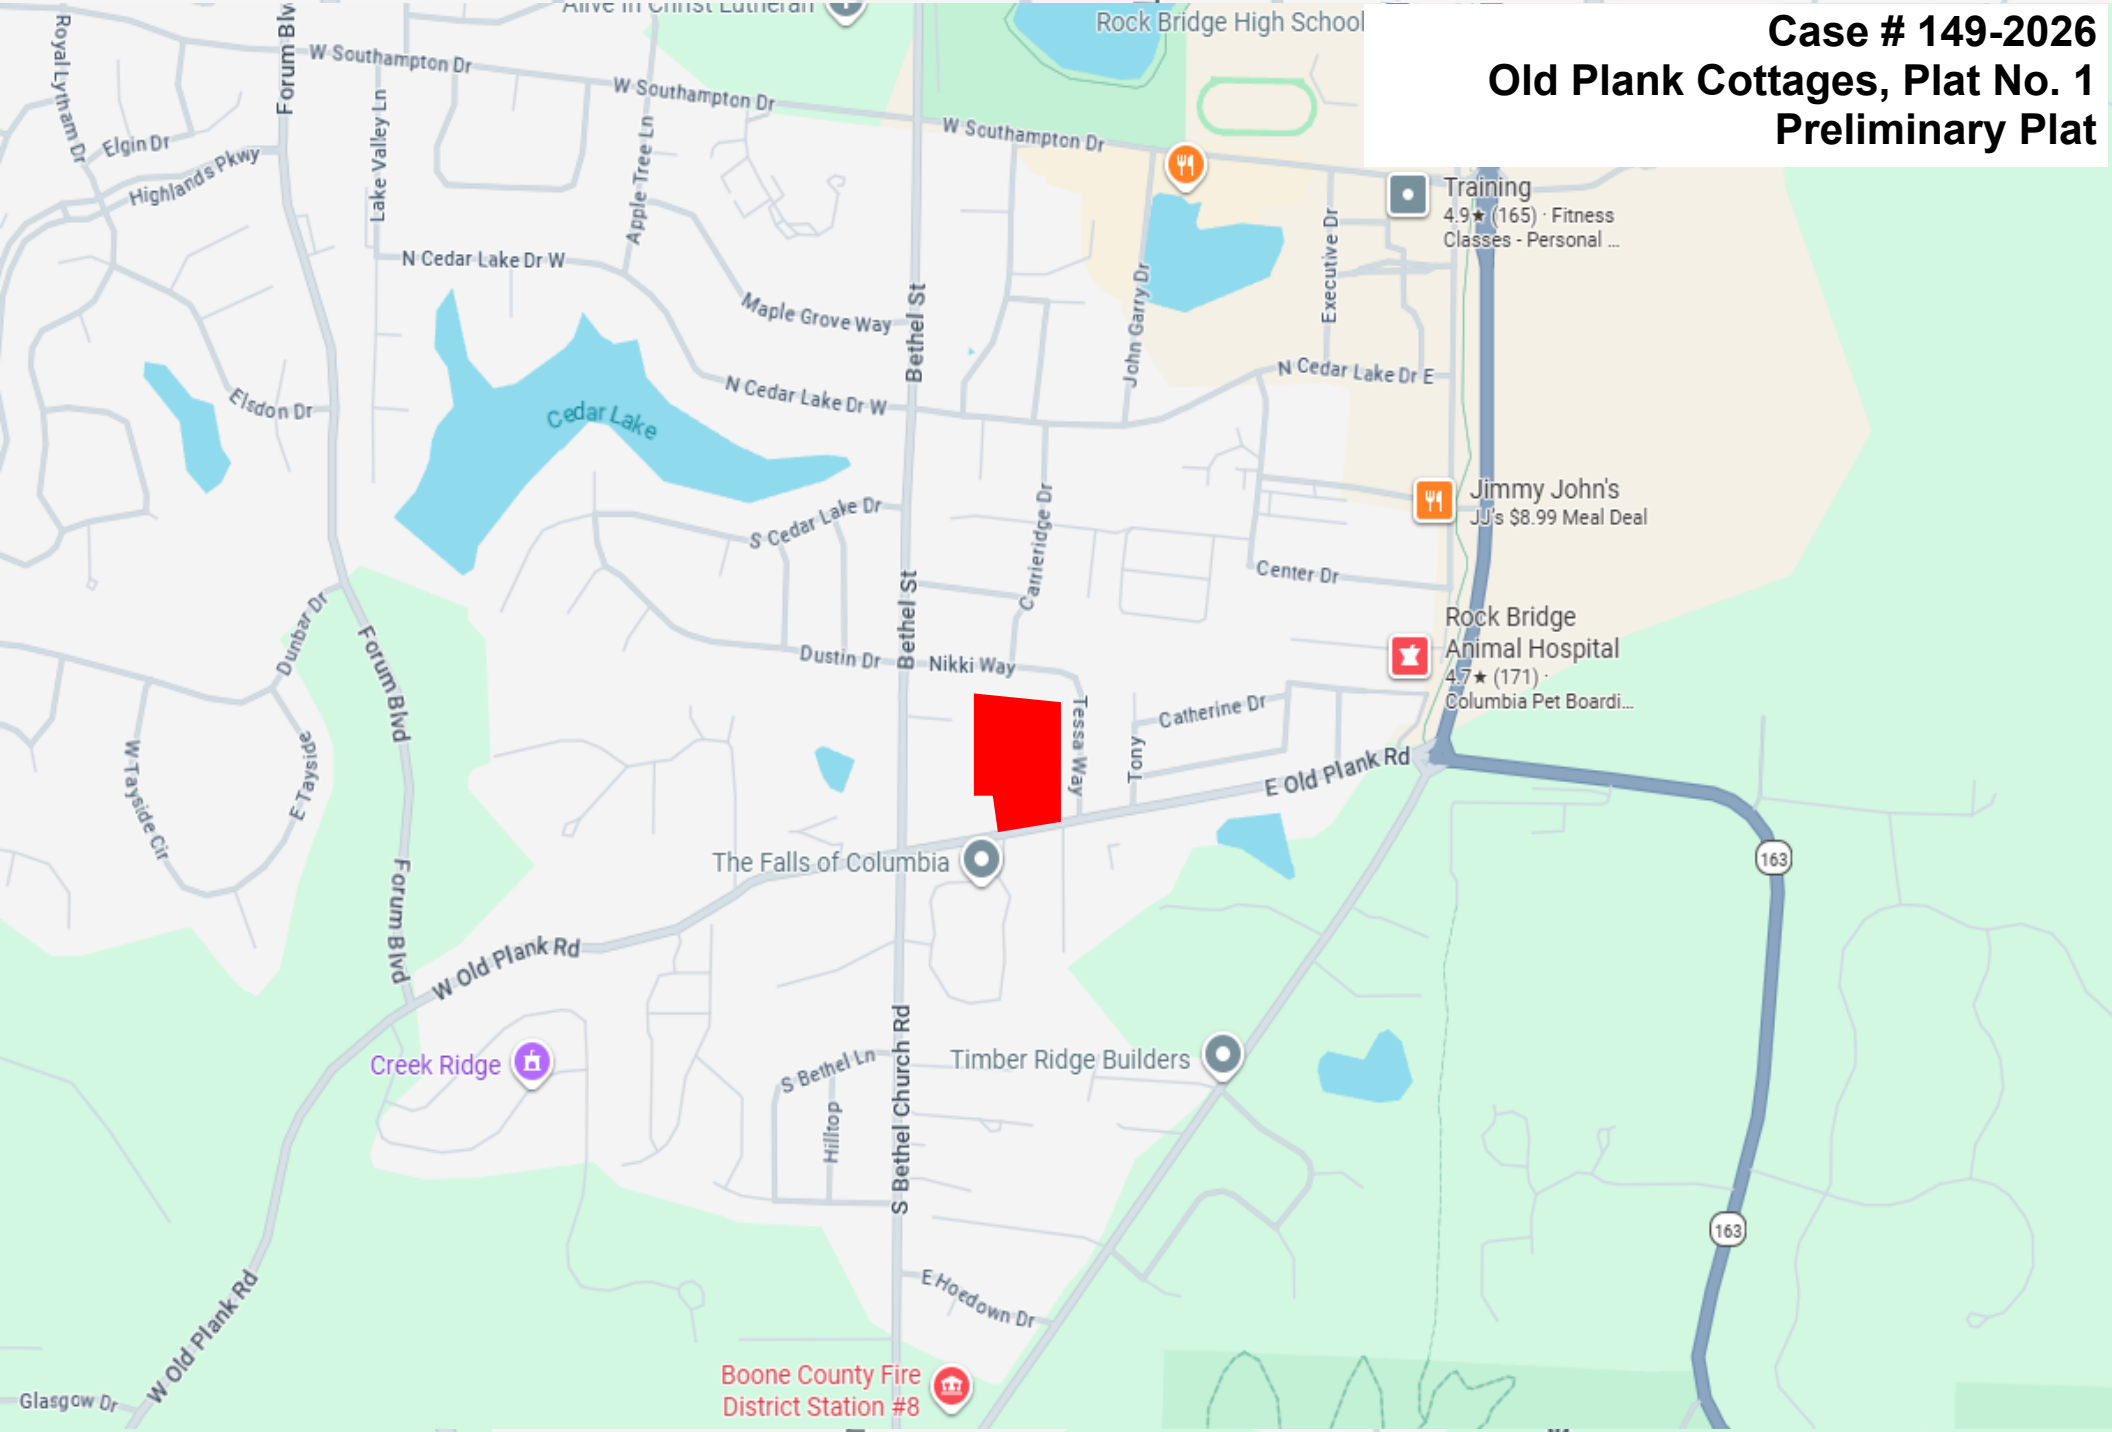 Case # 149-2026
Old Plank Cottages, Plat No. 1
Preliminary Plat
Alive in Christ Lutheran
Rock Bridge High School
Royal Lytham Dr
Forum Blvd
W Southampton Dr
W Southampton Dr
W Southampton Dr
Elgin Dr
Highlands Pkwy
Lake Valley Ln
Apple Tree Ln
Training
4.9★ (165) · Fitness
Classes - Personal ...
N Cedar Lake Dr W
Maple Grove Way
Bethel St
John Garry Dr
Executive Dr
N Cedar Lake Dr E
N Cedar Lake Dr W
Elsdon Dr
Cedar Lake
Jimmy John's
JJ's $8.99 Meal Deal
S Cedar Lake Dr
Carrieridge Dr
Center Dr
Bethel St
Dunbar Dr
Forum Blvd
Rock Bridge
Animal Hospital
4.7★ (171) ·
Columbia Pet Boardi...
Dustin Dr
Nikki Way
Tessa Way
Catherine Dr
Tony
E Old Plank Rd
W Tayside Cir
E Tayside
The Falls of Columbia
163
Forum Blvd
W Old Plank Rd
S Bethel Church Rd
Creek Ridge
S Bethel Ln
Hilltop
Timber Ridge Builders
163
E Hoedown Dr
W Old Plank Rd
Boone County Fire
District Station #8
Glasgow Dr